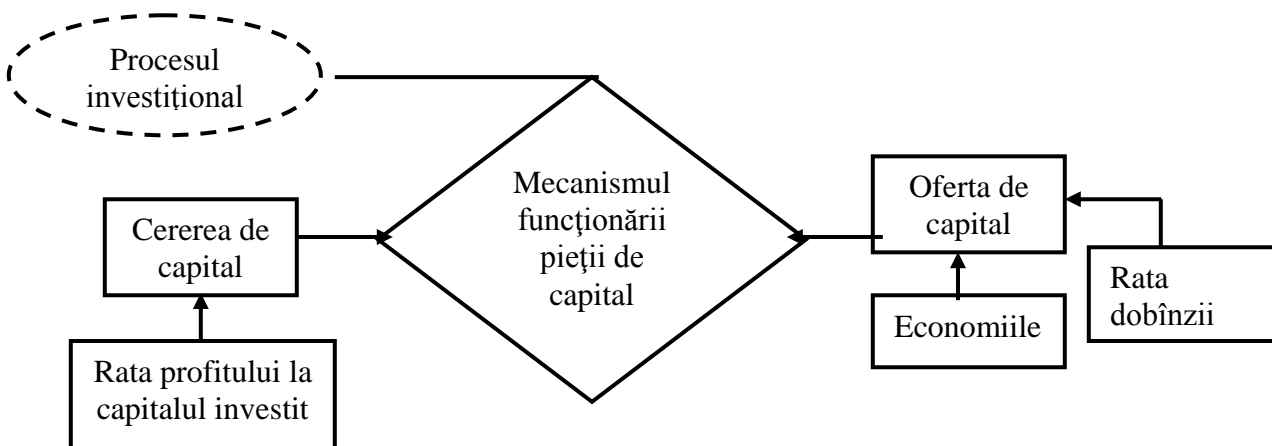 Procesul
investiţional
Mecanismul
funcţionării
pieţii de
capital
Cererea de
capital
Rata profitului la
capitalul investit
Oferta de
capital
Economiile
Rata
dobînzii